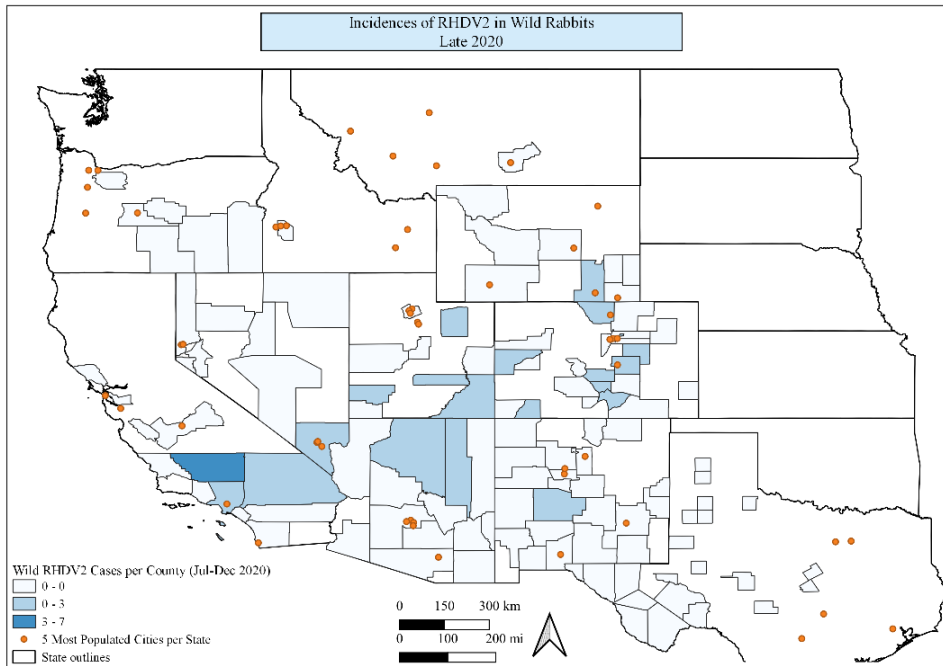 Incidences of RHDV2 in Wild Rabbits
Late 2020
Wild RHDV2 Cases per County (Jul-Dec 2020)
0 - 0
0 - 3
3 - 7
5 Most Populated Cities per State
State outlines
0 150 300 km
0 100 200 mi